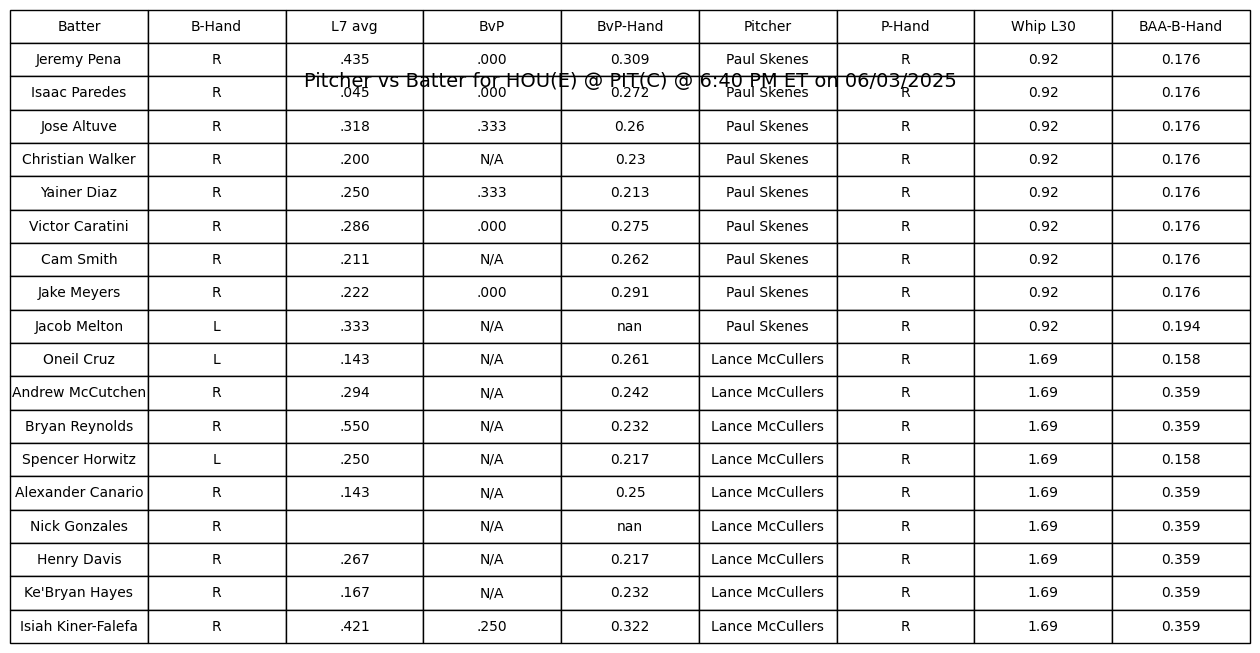 Batter B-Hand L7 avg BvP BvP-Hand Pitcher P-Hand Whip L30 BAA-B-Hand
Jeremy Pena R .435 .000 0.309 Paul Skenes R 0.92 0.176
Pitcher vs Batter for HOU(E) @ PIT(C) @ 6:40 PM ET on 06/03/2025
Isaac Paredes R .045 .000 0.272 Paul Skenes R 0.92 0.176
Jose Altuve R .318 .333 0.26 Paul Skenes R 0.92 0.176
Christian Walker R .200 N/A 0.23 Paul Skenes R 0.92 0.176
Yainer Diaz R .250 .333 0.213 Paul Skenes R 0.92 0.176
Victor Caratini R .286 .000 0.275 Paul Skenes R 0.92 0.176
Cam Smith R .211 N/A 0.262 Paul Skenes R 0.92 0.176
Jake Meyers R .222 .000 0.291 Paul Skenes R 0.92 0.176
Jacob Melton L .333 N/A nan Paul Skenes R 0.92 0.194
Oneil Cruz L .143 N/A 0.261 Lance McCullers R 1.69 0.158
Andrew McCutchen R .294 N/A 0.242 Lance McCullers R 1.69 0.359
Bryan Reynolds R .550 N/A 0.232 Lance McCullers R 1.69 0.359
Spencer Horwitz L .250 N/A 0.217 Lance McCullers R 1.69 0.158
Alexander Canario R .143 N/A 0.25 Lance McCullers R 1.69 0.359
Nick Gonzales R N/A nan Lance McCullers R 1.69 0.359
Henry Davis R .267 N/A 0.217 Lance McCullers R 1.69 0.359
Ke'Bryan Hayes R .167 N/A 0.232 Lance McCullers R 1.69 0.359
Isiah Kiner-Falefa R .421 .250 0.322 Lance McCullers R 1.69 0.359